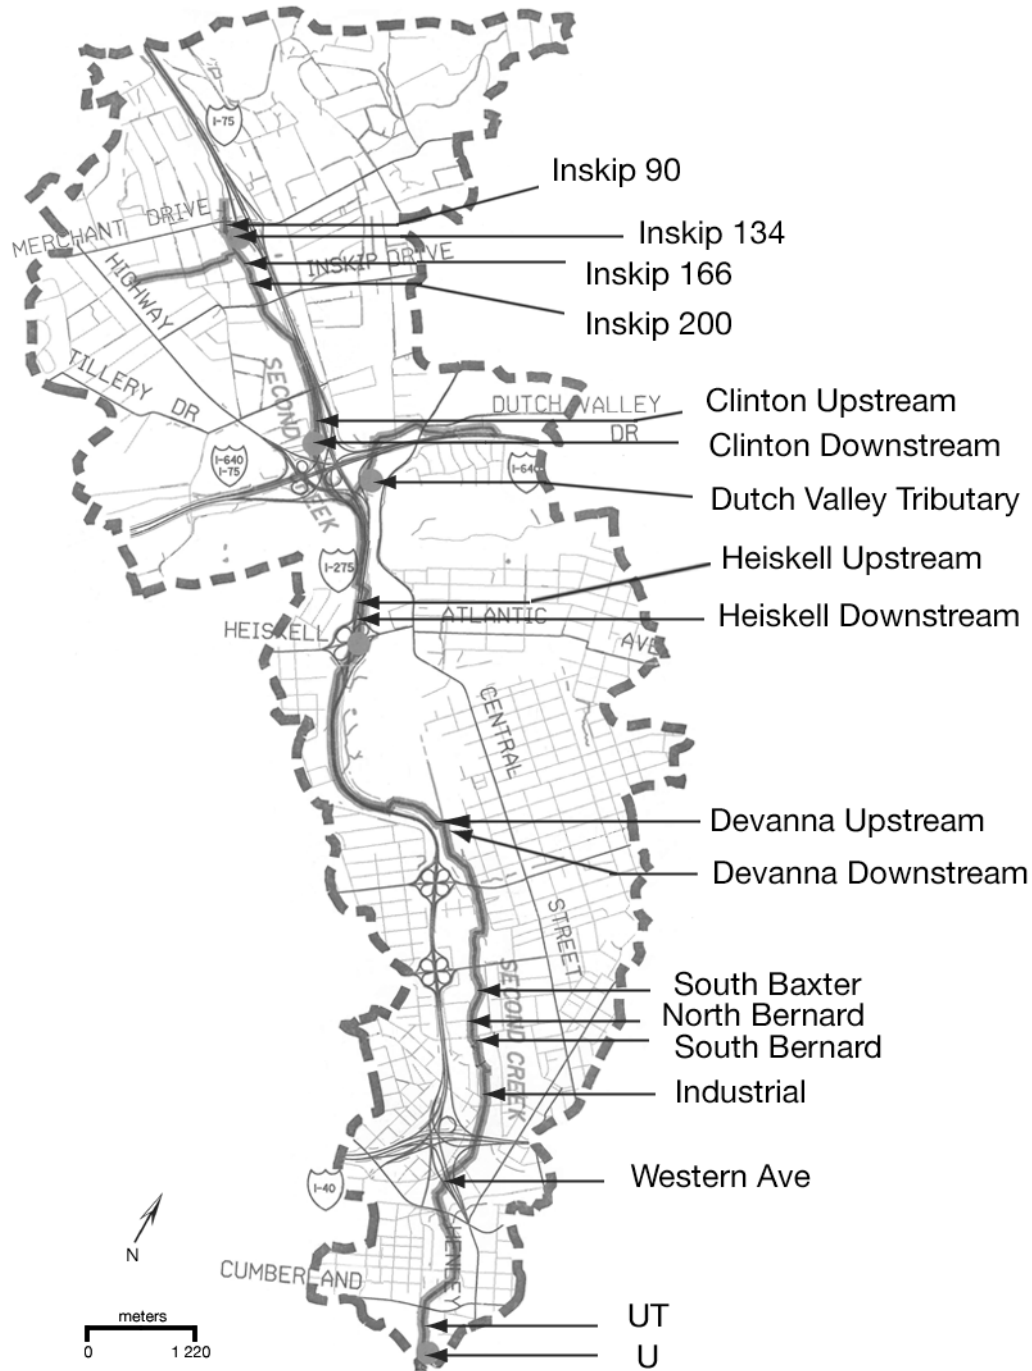 I-75
Inskip 90
MERCHANT DRIVE
Inskip 134
INSKIP DRIVE
Inskip 166
HIGHWAY
Inskip 200
TILLERY DR
SECOND CREEK
DUTCH VALLEY DR
Clinton Upstream
Clinton Downstream
I-640
I-75
I-640
Dutch Valley Tributary
Heiskell Upstream
I-275
ATLANTIC AVE
Heiskell Downstream
HEISKELL
CENTRAL STREET
Devanna Upstream
Devanna Downstream
SECOND CREEK
South Baxter
North Bernard
South Bernard
Industrial
Western Ave
I-40
N
HENLEY
CUMBERLAND
meters
0 1 220
UT
U